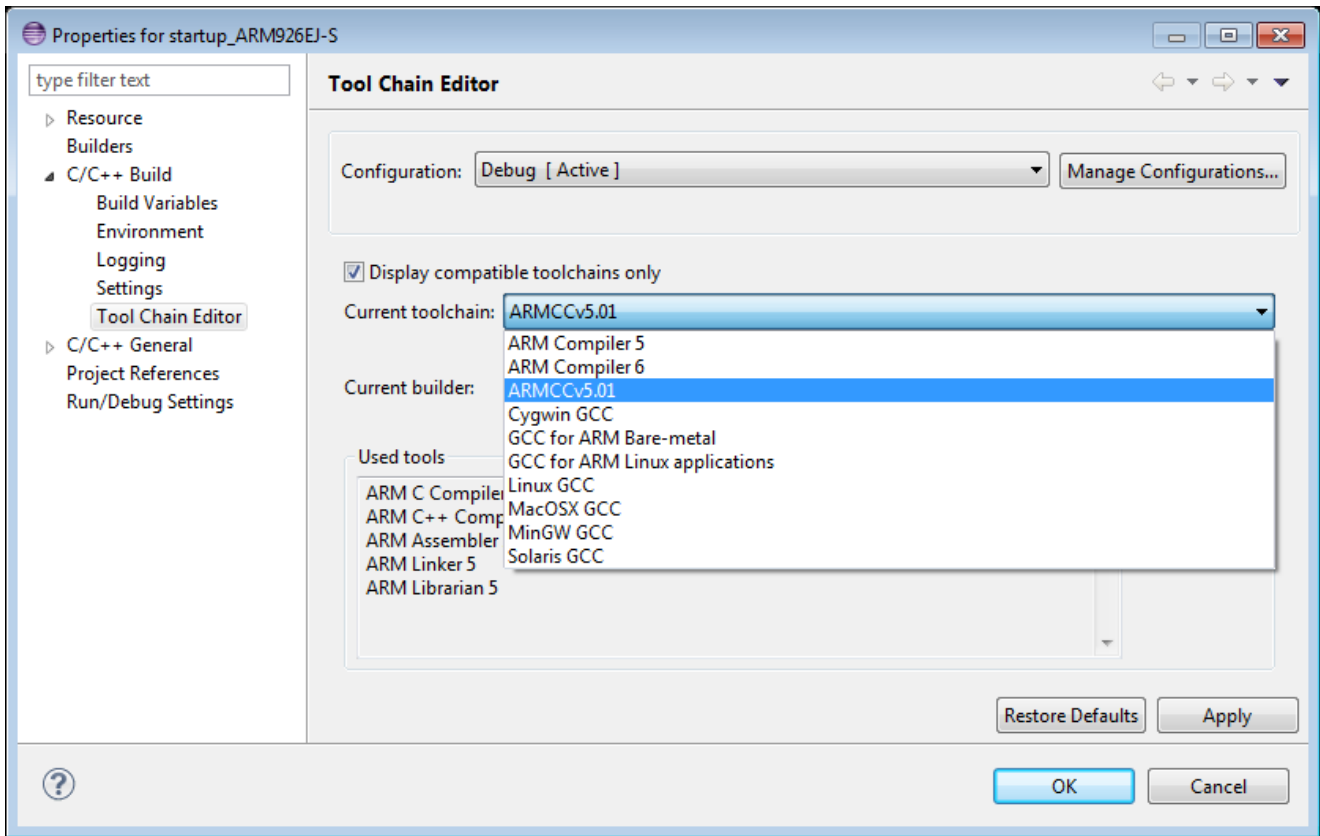 Properties for startup_ARM926EJ-S
type filter text
Resource
Builders
C/C++ Build
Build Variables
Environment
Logging
Settings
Tool Chain Editor
C/C++ General
Project References
Run/Debug Settings
Tool Chain Editor
Configuration: Debug [ Active ] Manage Configurations...
Display compatible toolchains only
Current toolchain: ARMCCv5.01
ARM Compiler 5
ARM Compiler 6
ARMCCv5.01
Cygwin GCC
GCC for ARM Bare-metal
GCC for ARM Linux applications
Linux GCC
MacOSX GCC
MinGW GCC
Solaris GCC
Current builder:
Used tools
ARM C Compiler
ARM C++ Comp
ARM Assembler
ARM Linker 5
ARM Librarian 5
Restore Defaults Apply
? OK Cancel